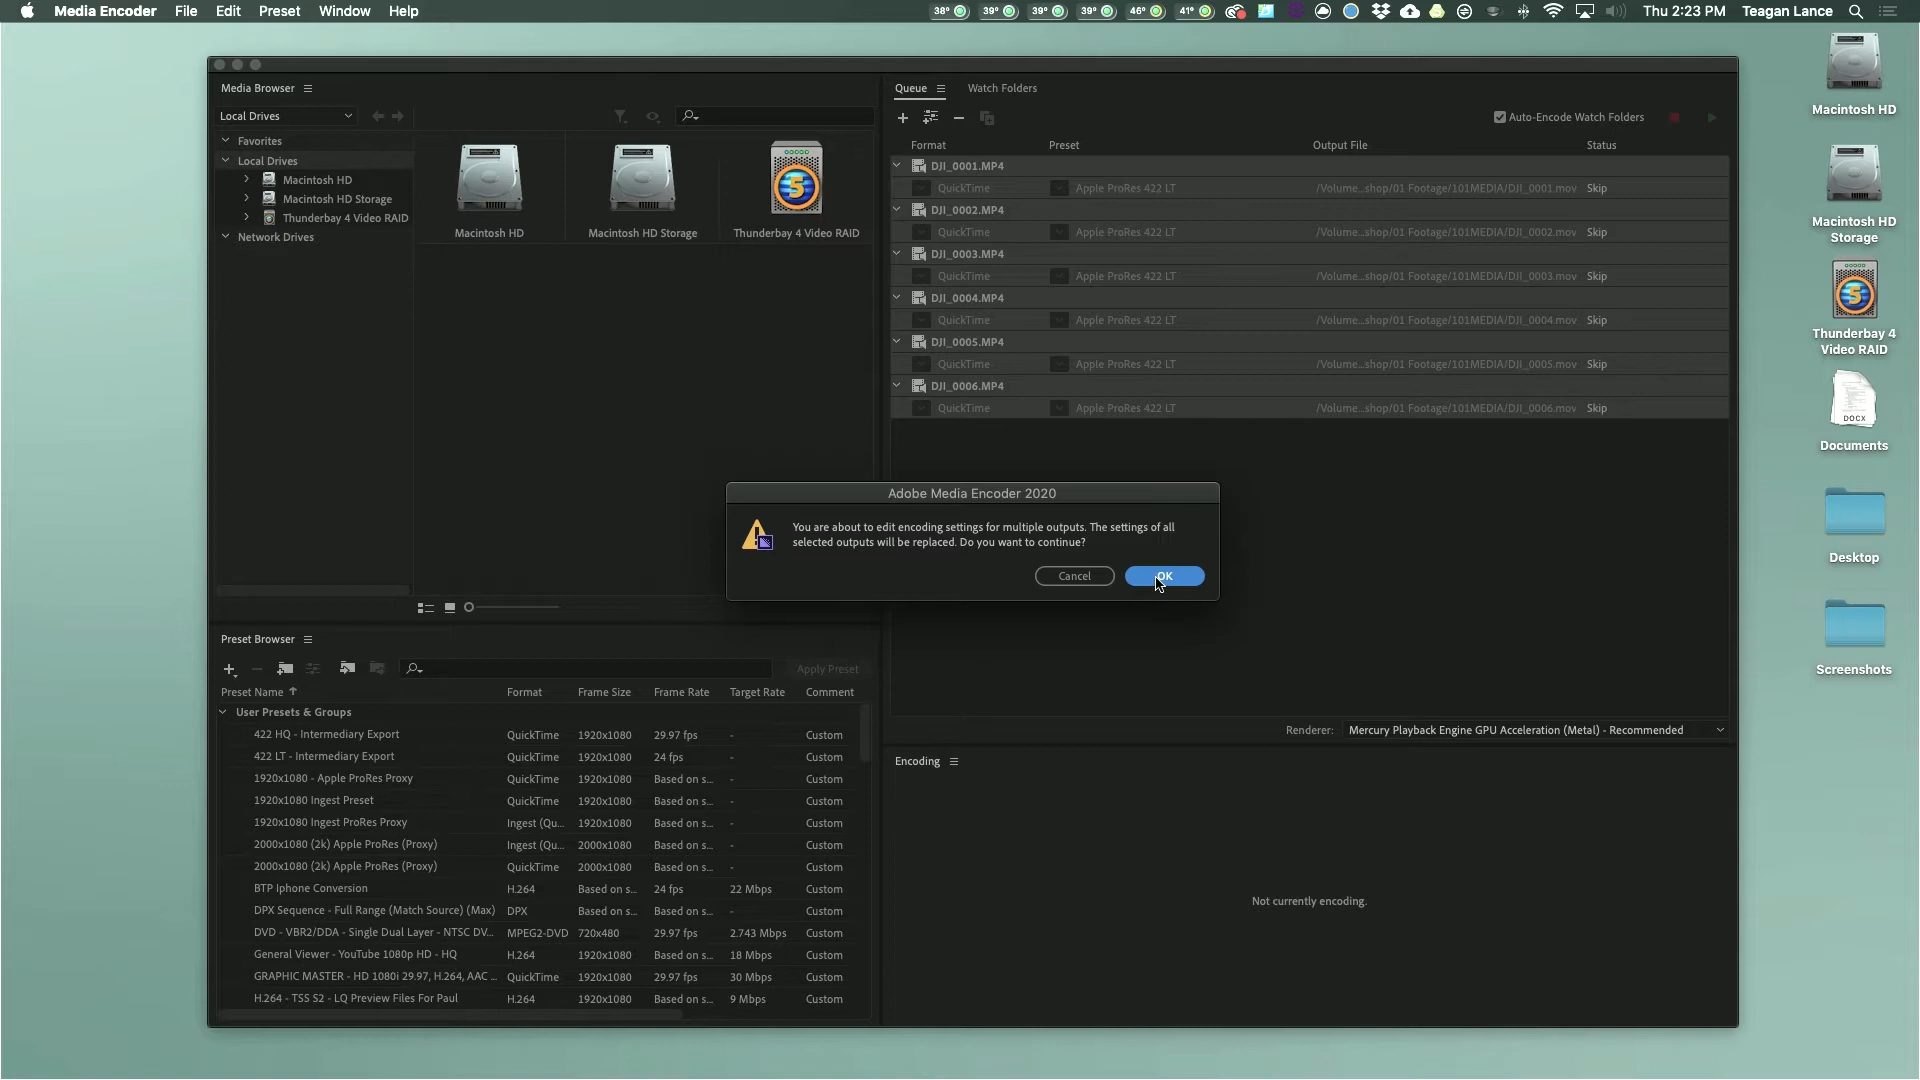 Media Encoder File Edit Preset Window Help
38° 39° 39° 39° 46° 41° Thu 2:23 PM Teagan Lance
Media Browser
Local Drives
Favorites
Local Drives
Macintosh HD
Macintosh HD Storage
Thunderbay 4 Video RAID
Network Drives
Macintosh HD
Macintosh HD Storage
Thunderbay 4 Video RAID
Queue Watch Folders
Auto-Encode Watch Folders
Format Preset Output File Status
DJI_0001.MP4
QuickTime Apple ProRes 422 LT /Volume...shop/01 Footage/101MEDIA/DJI_0001.mov Skip
DJI_0002.MP4
QuickTime Apple ProRes 422 LT /Volume...shop/01 Footage/101MEDIA/DJI_0002.mov Skip
DJI_0003.MP4
QuickTime Apple ProRes 422 LT /Volume...shop/01 Footage/101MEDIA/DJI_0003.mov Skip
DJI_0004.MP4
QuickTime Apple ProRes 422 LT /Volume...shop/01 Footage/101MEDIA/DJI_0004.mov Skip
DJI_0005.MP4
QuickTime Apple ProRes 422 LT /Volume...shop/01 Footage/101MEDIA/DJI_0005.mov Skip
DJI_0006.MP4
QuickTime Apple ProRes 422 LT /Volume...shop/01 Footage/101MEDIA/DJI_0006.mov Skip
Adobe Media Encoder 2020
You are about to edit encoding settings for multiple outputs. The settings of all
selected outputs will be replaced. Do you want to continue?
Cancel OK
Preset Browser
Apply Preset
Preset Name Format Frame Size Frame Rate Target Rate Comment
User Presets & Groups
422 HQ - Intermediary Export QuickTime 1920x1080 29.97 fps - Custom
422 LT - Intermediary Export QuickTime 1920x1080 24 fps - Custom
1920x1080 - Apple ProRes Proxy QuickTime 1920x1080 Based on s... - Custom
1920x1080 Ingest Preset QuickTime 1920x1080 Based on s... - Custom
1920x1080 Ingest ProRes Proxy Ingest (Qu... 1920x1080 Based on s... - Custom
2000x1080 (2k) Apple ProRes (Proxy) Ingest (Qu... 2000x1080 Based on s... - Custom
2000x1080 (2k) Apple ProRes (Proxy) QuickTime 2000x1080 Based on s... - Custom
BTP Iphone Conversion H.264 Based on s... 24 fps 22 Mbps Custom
DPX Sequence - Full Range (Match Source) (Max) DPX Based on s... Based on s... - Custom
DVD - VBR2/DDA - Single Dual Layer - NTSC DV... MPEG2-DVD 720x480 29.97 fps 2.743 Mbps Custom
General Viewer - YouTube 1080p HD - HQ H.264 1920x1080 Based on s... 18 Mbps Custom
GRAPHIC MASTER - HD 1080i 29.97, H.264, AAC ... QuickTime 1920x1080 29.97 fps 30 Mbps Custom
H.264 - TSS S2 - LQ Preview Files For Paul H.264 1920x1080 Based on s... 9 Mbps Custom
Renderer: Mercury Playback Engine GPU Acceleration (Metal) - Recommended
Encoding
Not currently encoding.
Macintosh HD
Macintosh HD
Storage
5
Thunderbay 4
Video RAID
DOCX
Documents
Desktop
Screenshots